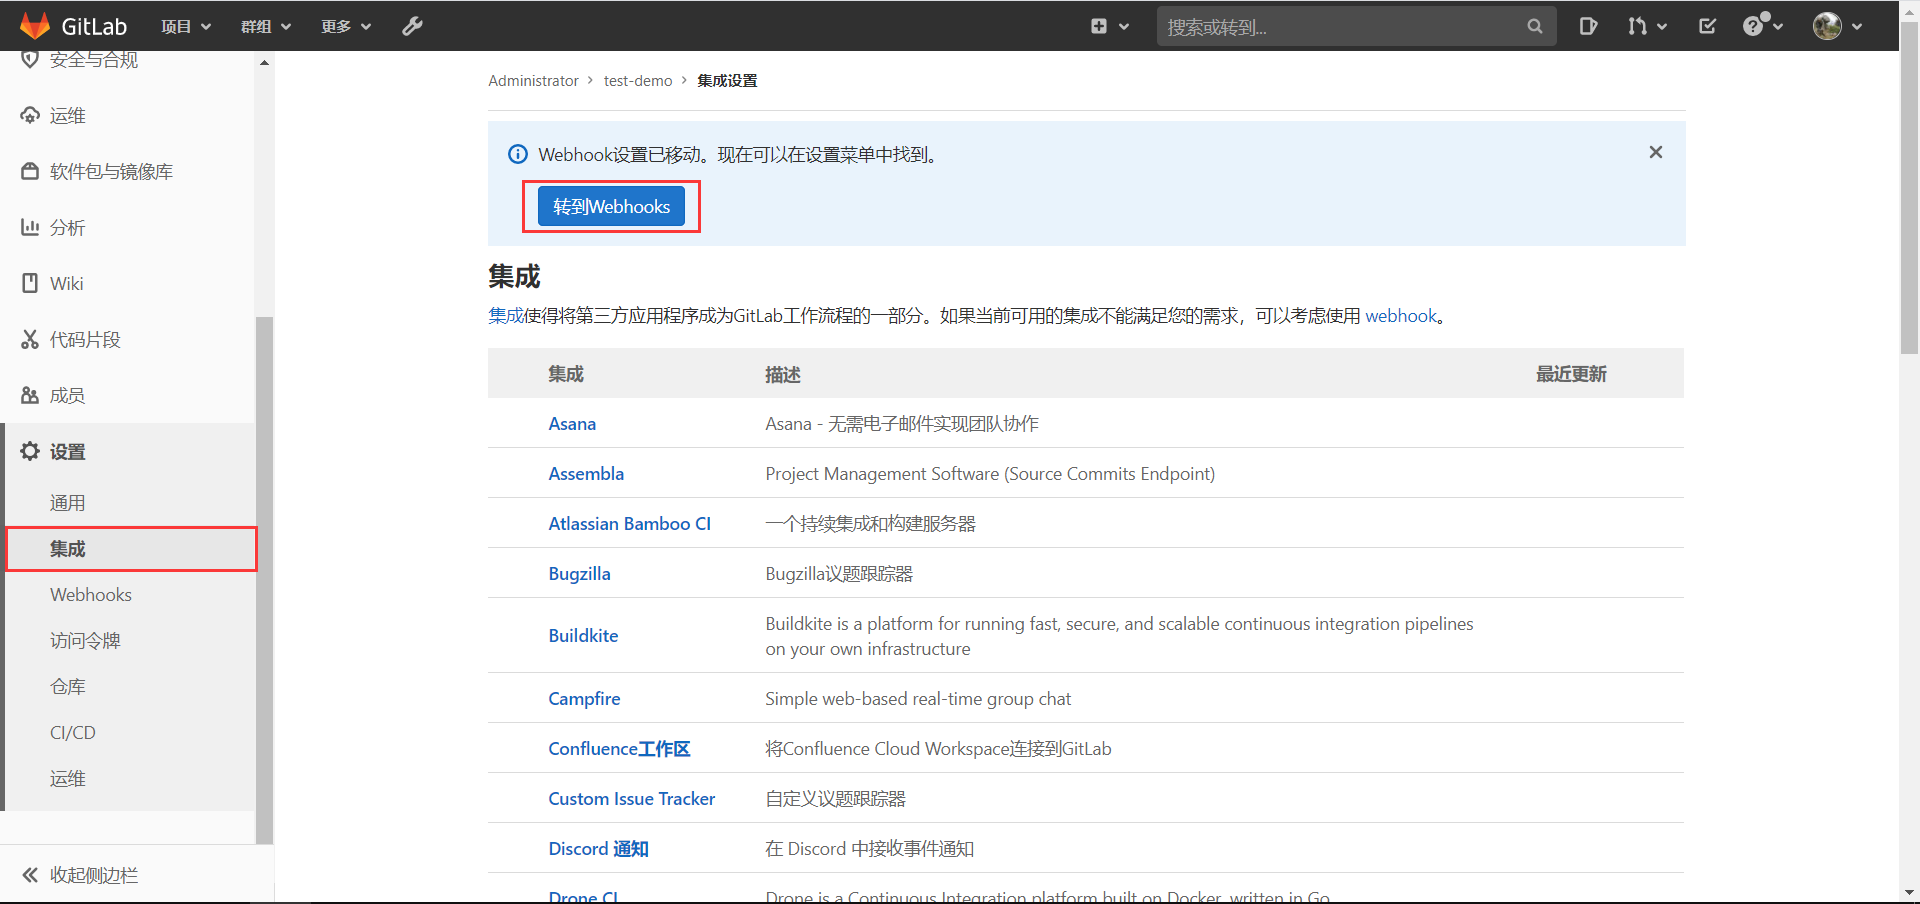 GitLab 项目 群组 更多 搜索或转到...
安全与合规
运维
软件包与镜像库
分析
Wiki
代码片段
成员
设置
通用
集成
Webhooks
访问令牌
仓库
CI/CD
运维
收起侧边栏
Administrator > test-demo > 集成设置
Webhook设置已移动。现在可以在设置菜单中找到。
转到Webhooks
集成
集成使得将第三方应用程序成为GitLab工作流程的一部分。如果当前可用的集成不能满足您的需求，可以考虑使用 webhook。
集成 描述 最近更新
Asana Asana - 无需电子邮件实现团队协作
Assembla Project Management Software (Source Commits Endpoint)
Atlassian Bamboo CI 一个持续集成和构建服务器
Bugzilla Bugzilla议题跟踪器
Buildkite Buildkite is a platform for running fast, secure, and scalable continuous integration pipelines
on your own infrastructure
Campfire Simple web-based real-time group chat
Confluence工作区 将Confluence Cloud Workspace连接到GitLab
Custom Issue Tracker 自定义议题跟踪器
Discord 通知 在 Discord 中接收事件通知
Drone CI Drone is a Continuous Integration platform built on Docker, written in Go